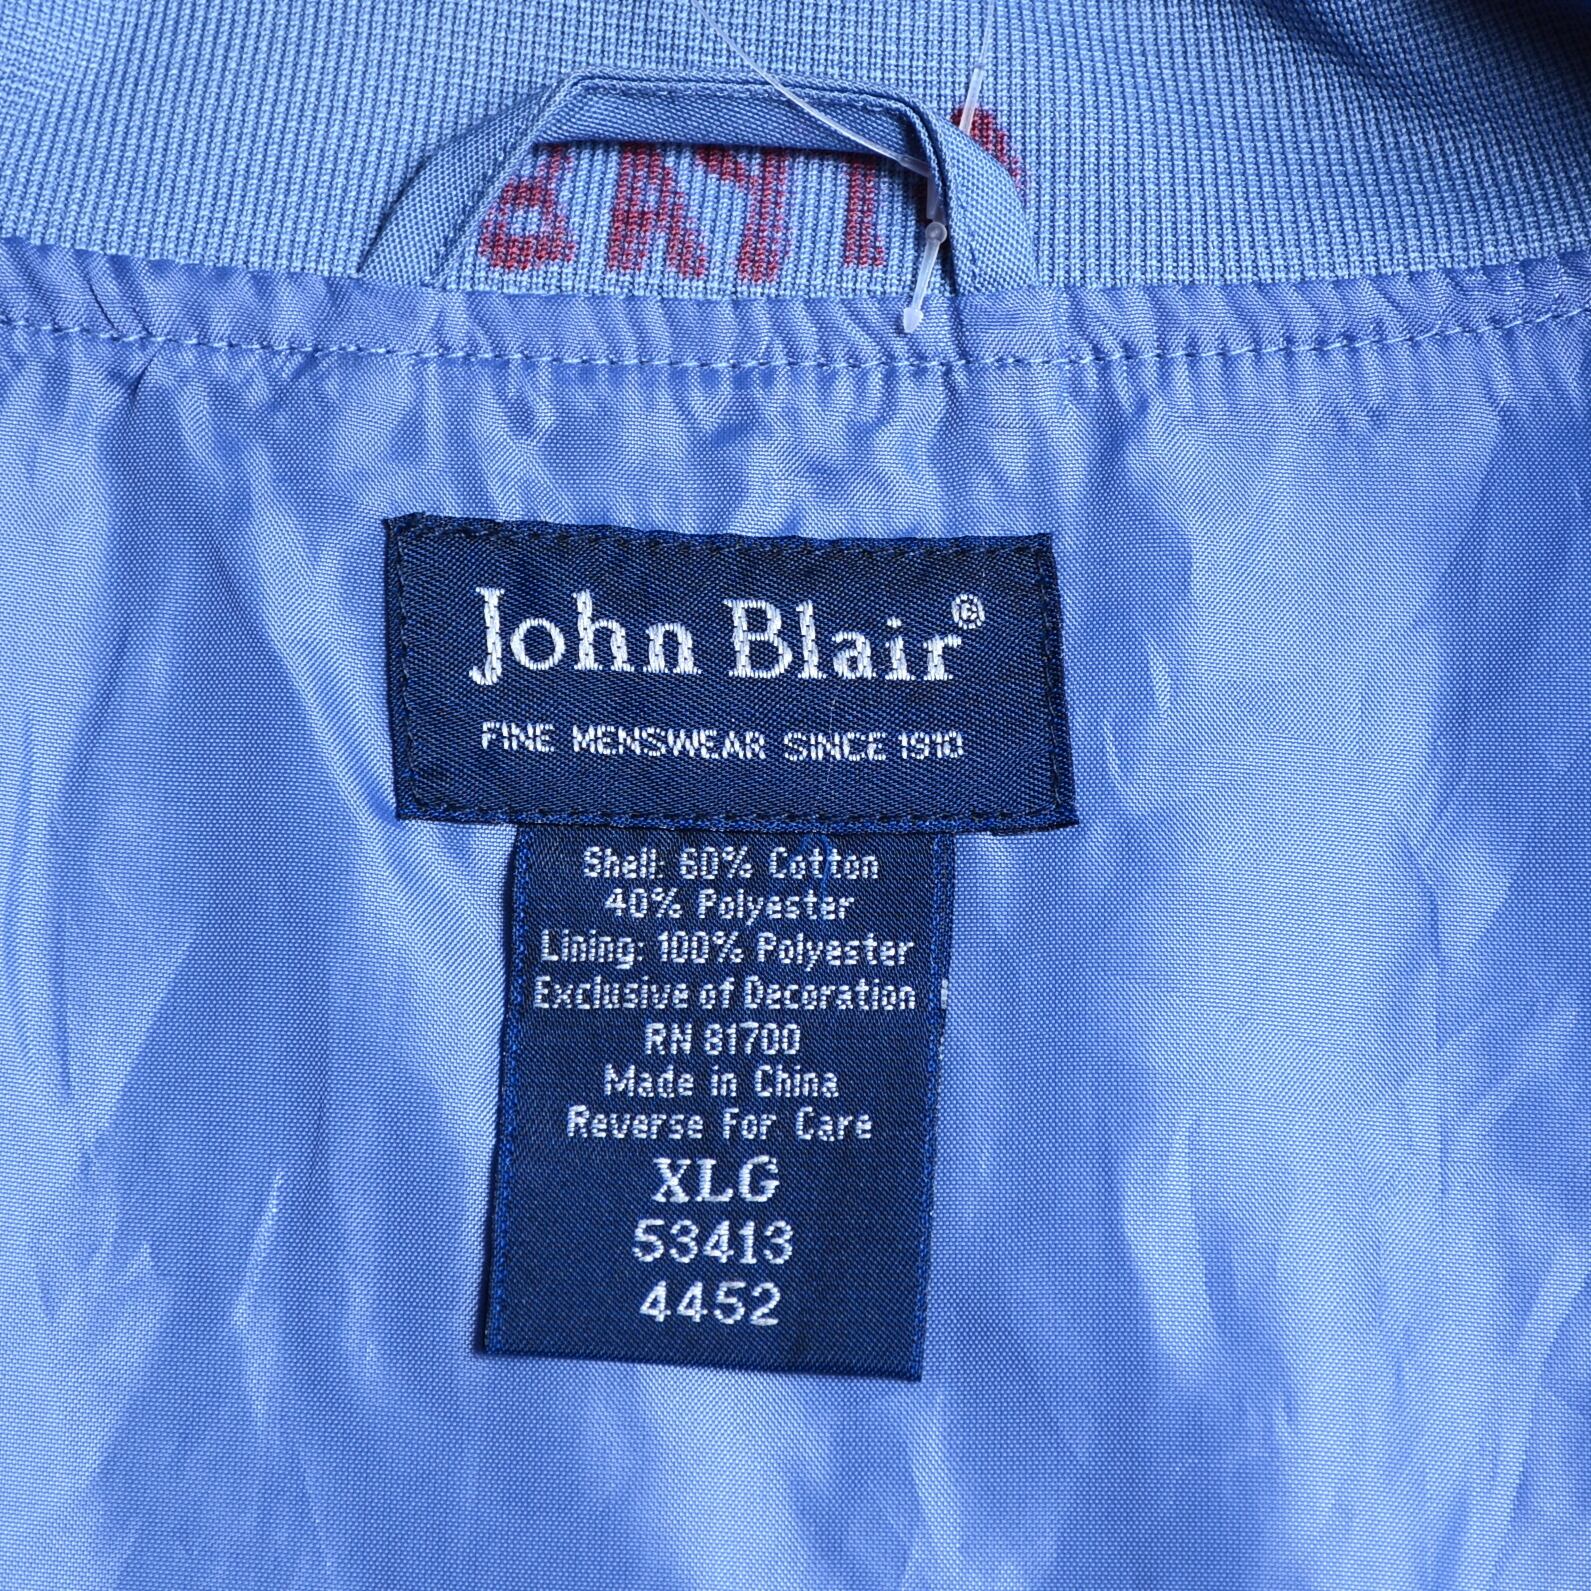 John Blair®
FINE MENSWEAR SINCE 1910
Shell: 60% Cotton
40% Polyester
Lining: 100% Polyester
Exclusive of Decoration
RN 81700
Made in China
Reverse For Care
XLG
53413
4452